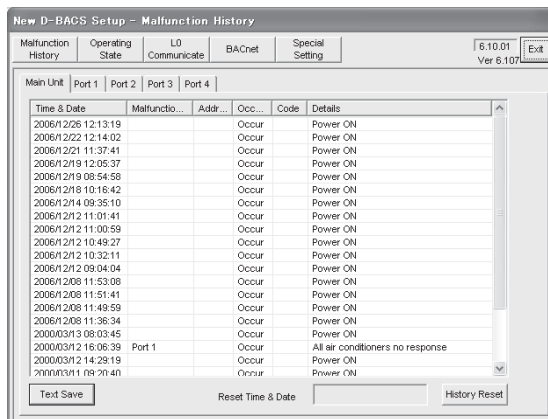 New D-BACS Setup - Malfunction History
Malfunction History
Operating State
L0 Communicate
BACnet
Special Setting
6.10.01
Ver 6.107
Exit
Main Unit Port 1 Port 2 Port 3 Port 4
Time & Date Malfunctio... Addr... Occ... Code Details
2006/12/26 12:13:19 Occur Power ON
2006/12/22 12:14:02 Occur Power ON
2006/12/21 11:37:41 Occur Power ON
2006/12/19 12:05:37 Occur Power ON
2006/12/19 08:54:58 Occur Power ON
2006/12/18 10:16:42 Occur Power ON
2006/12/14 09:35:10 Occur Power ON
2006/12/12 11:01:41 Occur Power ON
2006/12/12 11:00:59 Occur Power ON
2006/12/12 10:49:27 Occur Power ON
2006/12/12 10:32:11 Occur Power ON
2006/12/12 09:04:04 Occur Power ON
2006/12/08 11:53:08 Occur Power ON
2006/12/08 11:51:41 Occur Power ON
2006/12/08 11:49:59 Occur Power ON
2006/12/08 11:36:34 Occur Power ON
2000/03/13 08:03:45 Occur Power ON
2000/03/12 16:06:39 Port 1 Occur All air conditioners no response
2000/03/12 14:29:19 Occur Power ON
2000/03/11 09:20:40 Occur Power ON
Text Save Reset Time & Date History Reset